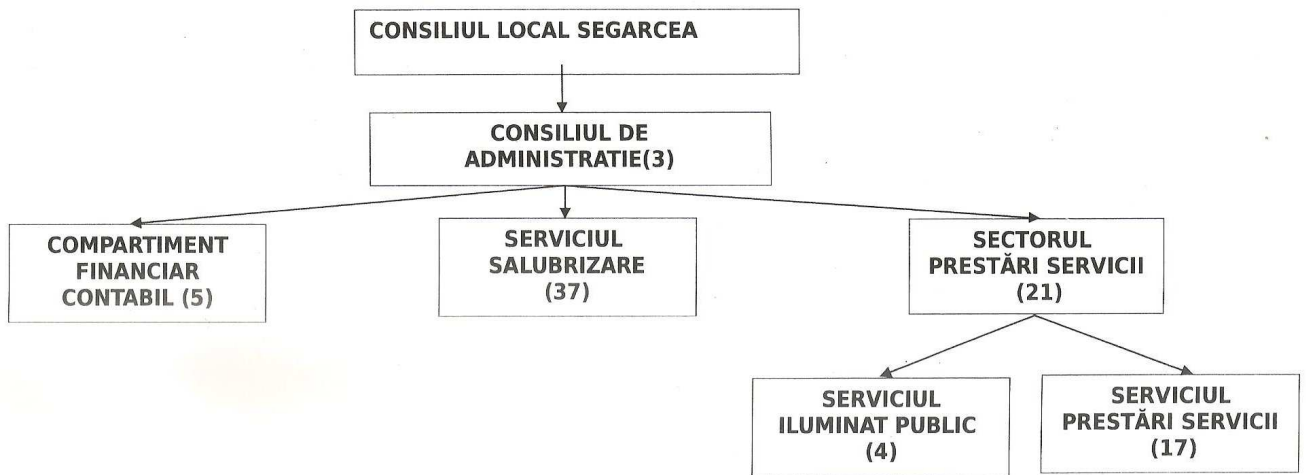 CONSILIUL LOCAL SEGARCEA
CONSILIUL DE
ADMINISTRATIE(3)
COMPARTIMENT
FINANCIAR
CONTABIL (5)
SERVICIUL
SALUBRIZARE
(37)
SECTORUL
PRESTĂRI SERVICII
(21)
SERVICIUL
ILUMINAT PUBLIC
(4)
SERVICIUL
PRESTĂRI SERVICII
(17)